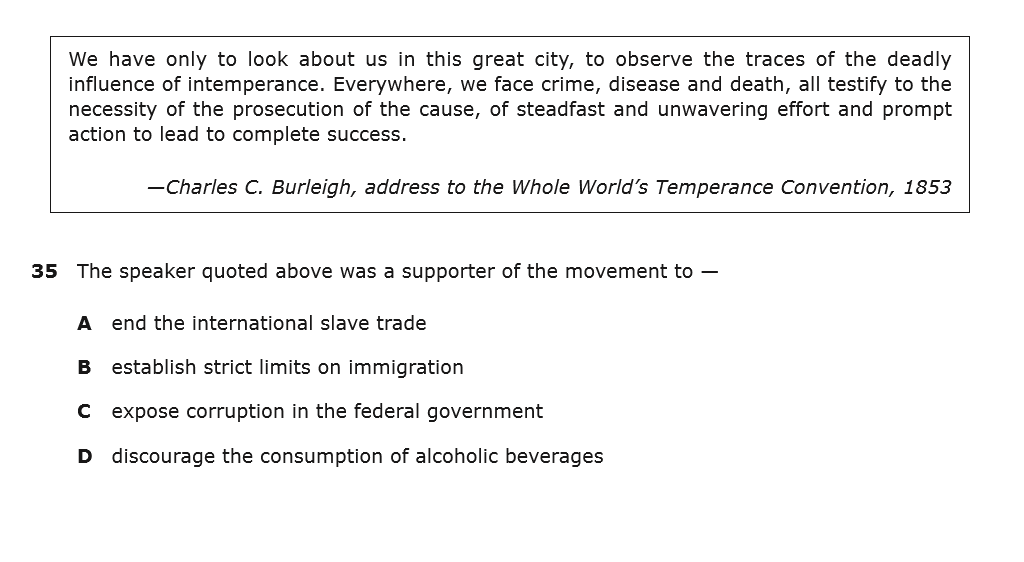 We have only to look about us in this great city, to observe the traces of the deadly
influence of intemperance. Everywhere, we face crime, disease and death, all testify to the
necessity of the prosecution of the cause, of steadfast and unwavering effort and prompt
action to lead to complete success.
—Charles C. Burleigh, address to the Whole World’s Temperance Convention, 1853
35 The speaker quoted above was a supporter of the movement to —
A end the international slave trade
B establish strict limits on immigration
C expose corruption in the federal government
D discourage the consumption of alcoholic beverages